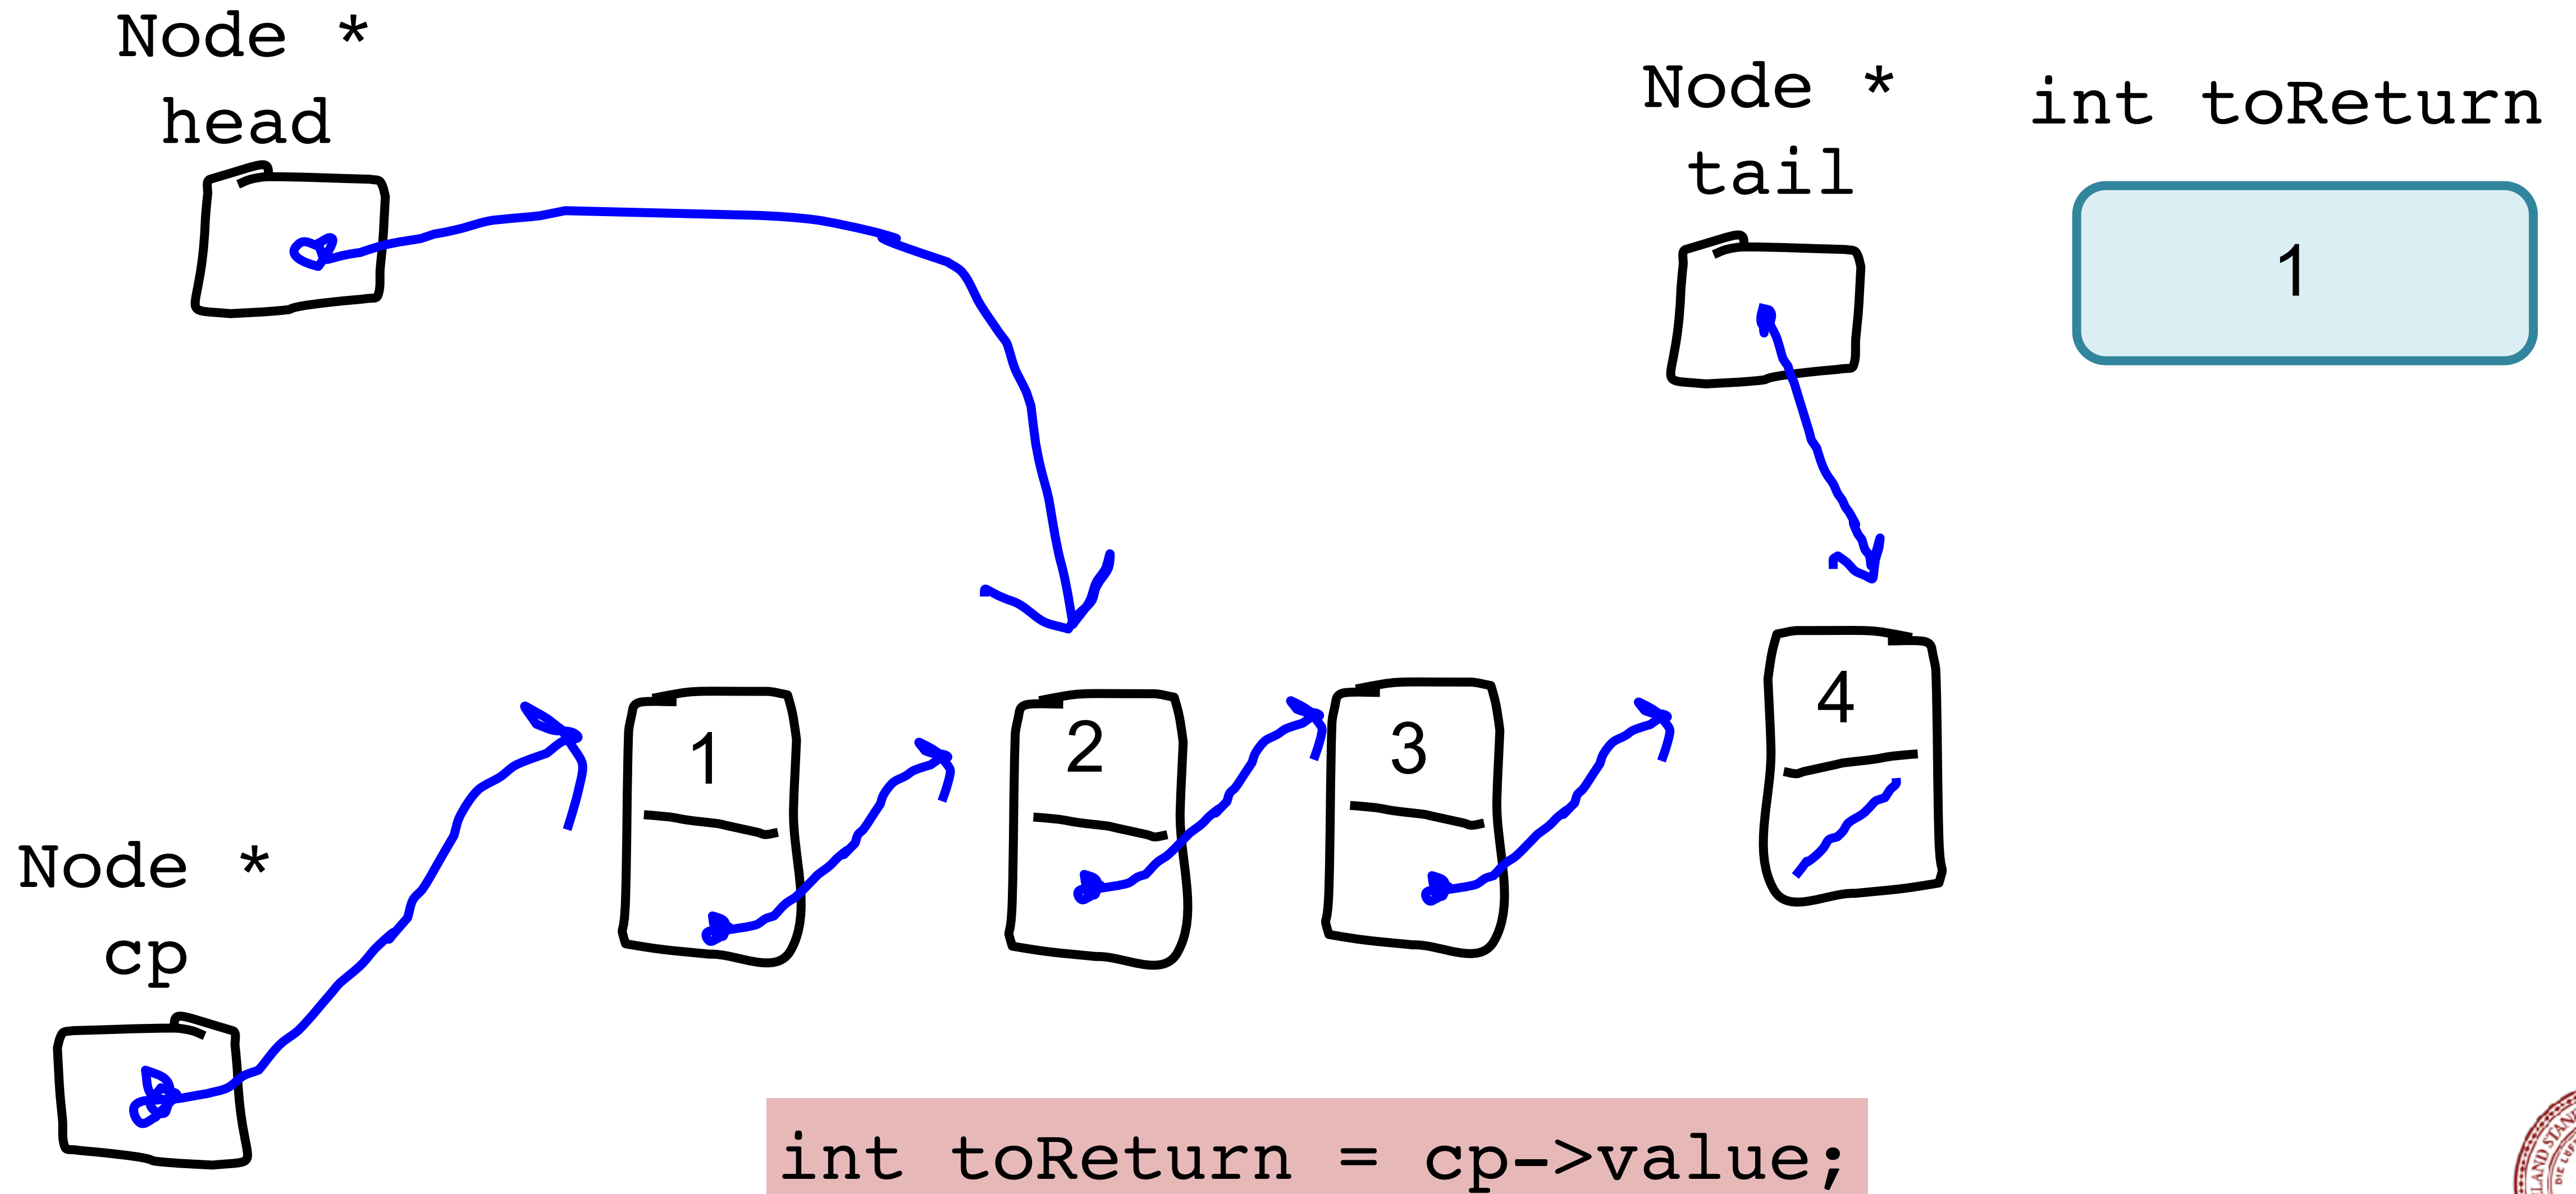 Node *
head
Node *
tail
int toReturn
1
1
2
3
4
Node *
cp
int toReturn = cp->value;